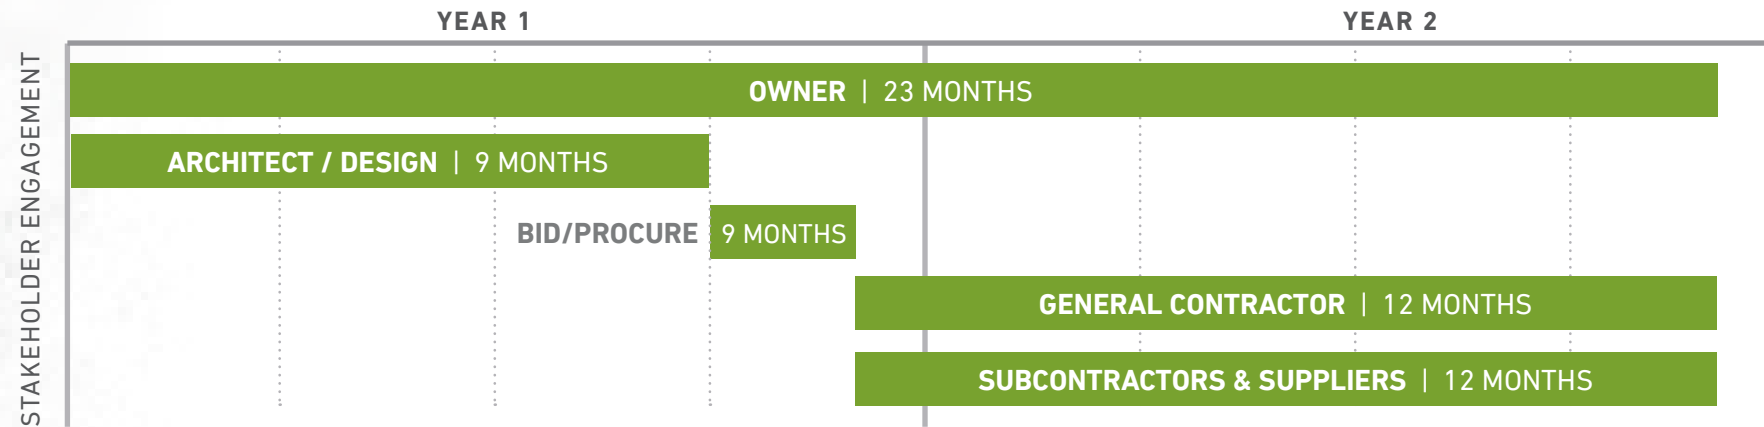 YEAR 1
YEAR 2
STAKEHOLDER ENGAGEMENT
OWNER | 23 MONTHS
ARCHITECT / DESIGN | 9 MONTHS
BID/PROCURE 9 MONTHS
GENERAL CONTRACTOR | 12 MONTHS
SUBCONTRACTORS & SUPPLIERS | 12 MONTHS